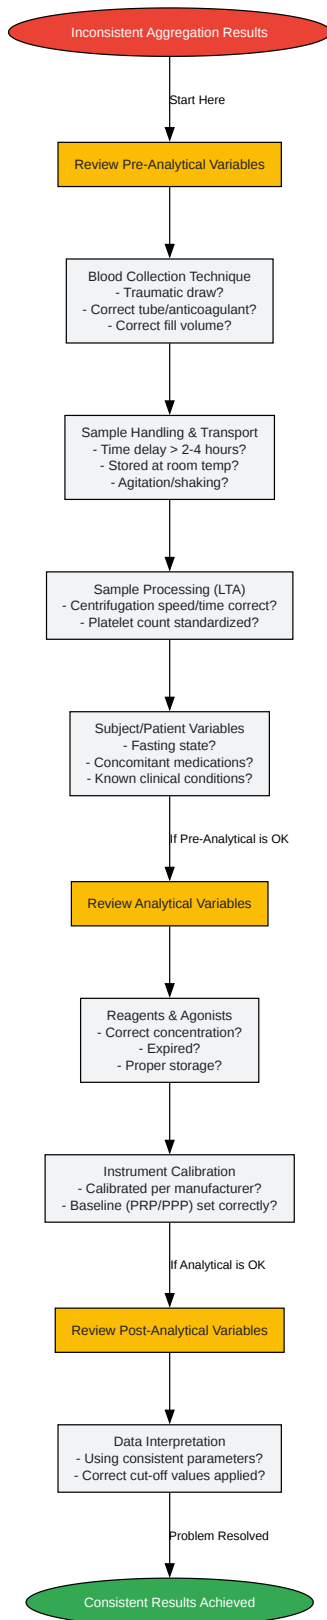 Inconsistent Aggregation Results
Start Here
Review Pre-Analytical Variables
Blood Collection Technique
- Traumatic draw?
- Correct tube/anticoagulant?
- Correct fill volume?
Sample Handling & Transport
- Time delay > 2-4 hours?
- Stored at room temp?
- Agitation/shaking?
Sample Processing (LTA)
- Centrifugation speed/time correct?
- Platelet count standardized?
Subject/Patient Variables
- Fasting state?
- Concomitant medications?
- Known clinical conditions?
If Pre-Analytical is OK
Review Analytical Variables
Reagents & Agonists
- Correct concentration?
- Expired?
- Proper storage?
Instrument Calibration
- Calibrated per manufacturer?
- Baseline (PRP/PPP) set correctly?
If Analytical is OK
Review Post-Analytical Variables
Data Interpretation
- Using consistent parameters?
- Correct cut-off values applied?
Problem Resolved
Consistent Results Achieved